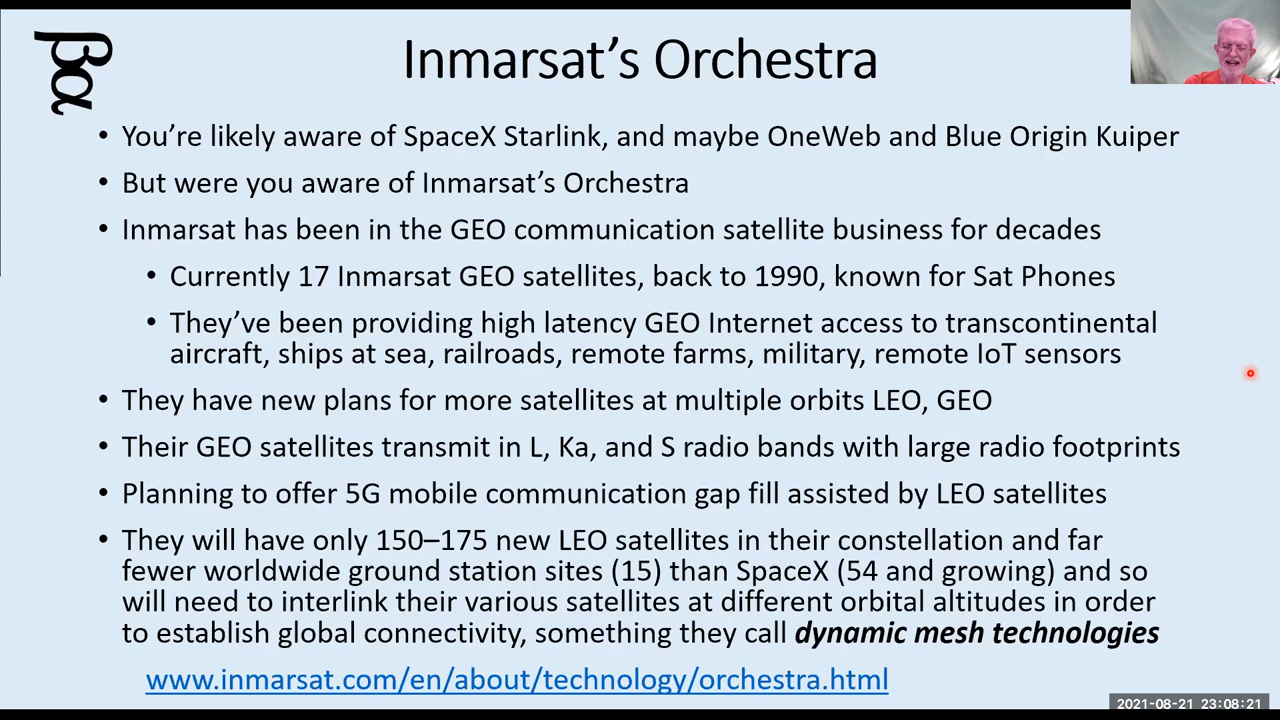 βα
Inmarsat’s Orchestra
• You’re likely aware of SpaceX Starlink, and maybe OneWeb and Blue Origin Kuiper
• But were you aware of Inmarsat’s Orchestra
• Inmarsat has been in the GEO communication satellite business for decades
• Currently 17 Inmarsat GEO satellites, back to 1990, known for Sat Phones
• They’ve been providing high latency GEO Internet access to transcontinental
aircraft, ships at sea, railroads, remote farms, military, remote IoT sensors
• They have new plans for more satellites at multiple orbits LEO, GEO
• Their GEO satellites transmit in L, Ka, and S radio bands with large radio footprints
• Planning to offer 5G mobile communication gap fill assisted by LEO satellites
• They will have only 150–175 new LEO satellites in their constellation and far
fewer worldwide ground station sites (15) than SpaceX (54 and growing) and so
will need to interlink their various satellites at different orbital altitudes in order
to establish global connectivity, something they call dynamic mesh technologies
www.inmarsat.com/en/about/technology/orchestra.html
2021-08-21 23:08:21